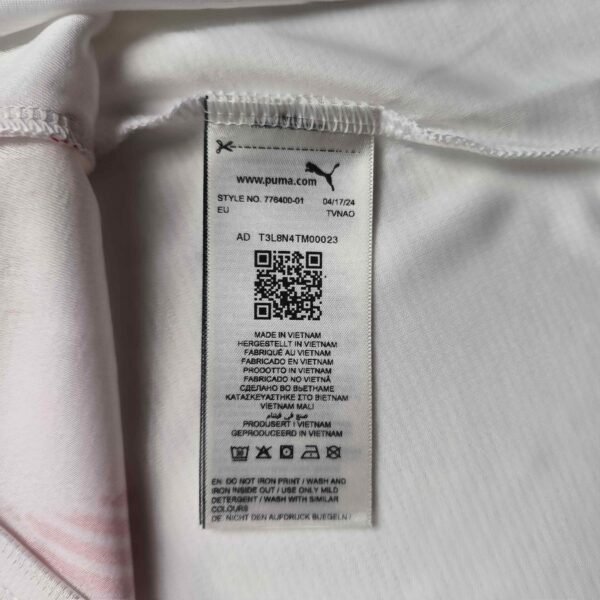 www.puma.com
STYLE NO. 776400-01 04/17/24
EU TVNAO
AD T3L8N4TM00023
MADE IN VIETNAM
HERGESTELLT IN VIETNAM
FABRIQUÉ AU VIETNAM
FABRICADO EN VIETNAM
PRODOTTO IN VIETNAM
FABRICADO NO VIETNÃ
СДЕЛАНО ВО ВЬЕТНАМЕ
ΚΑΤΑΣΚΕΥΑΣΤΗΚΕ ΣΤΟ ΒΙΕΤΝΑΜ
VIETNAM MALI
صنع في فيتنام
PRODUSERT I VIETNAM
GEPRODUCEERD IN VIETNAM
EN: DO NOT IRON PRINT / WASH AND
IRON INSIDE OUT / USE ONLY MILD
DETERGENT / WASH WITH SIMILAR
COLOURS
DE: NICHT DEN AUFDRUCK BUEGELN /